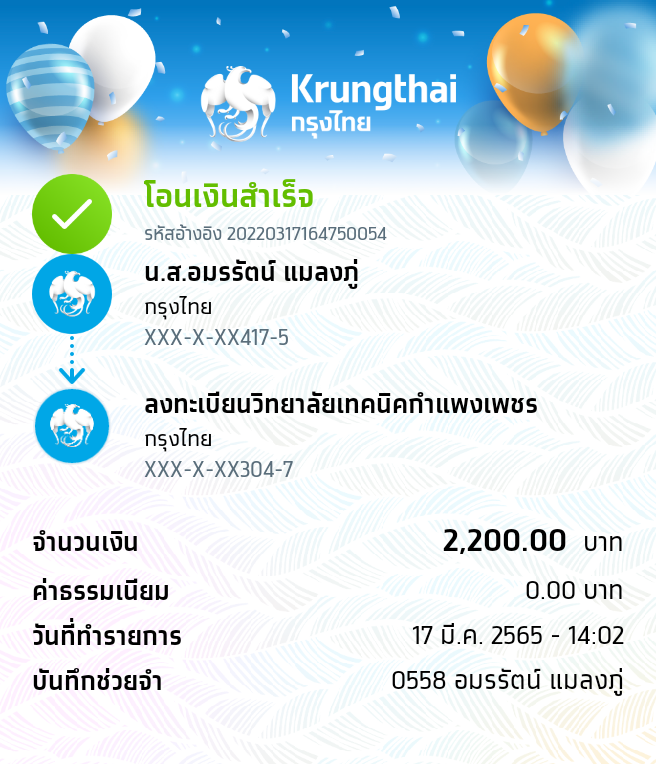 Krungthai
กรุงไทย
โอนเงินสำเร็จ
รหัสอ้างอิง 20220317164750054
น.ส.อมรรัตน์ แมลงภู่
กรุงไทย
XXX-X-XX417-5
ลงทะเบียนวิทยาลัยเทคนิคกำแพงเพชร
กรุงไทย
XXX-X-XX304-7
จำนวนเงิน 2,200.00 บาท
ค่าธรรมเนียม 0.00 บาท
วันที่ทำรายการ 17 มี.ค. 2565 - 14:02
บันทึกช่วยจำ 0558 อมรรัตน์ แมลงภู่